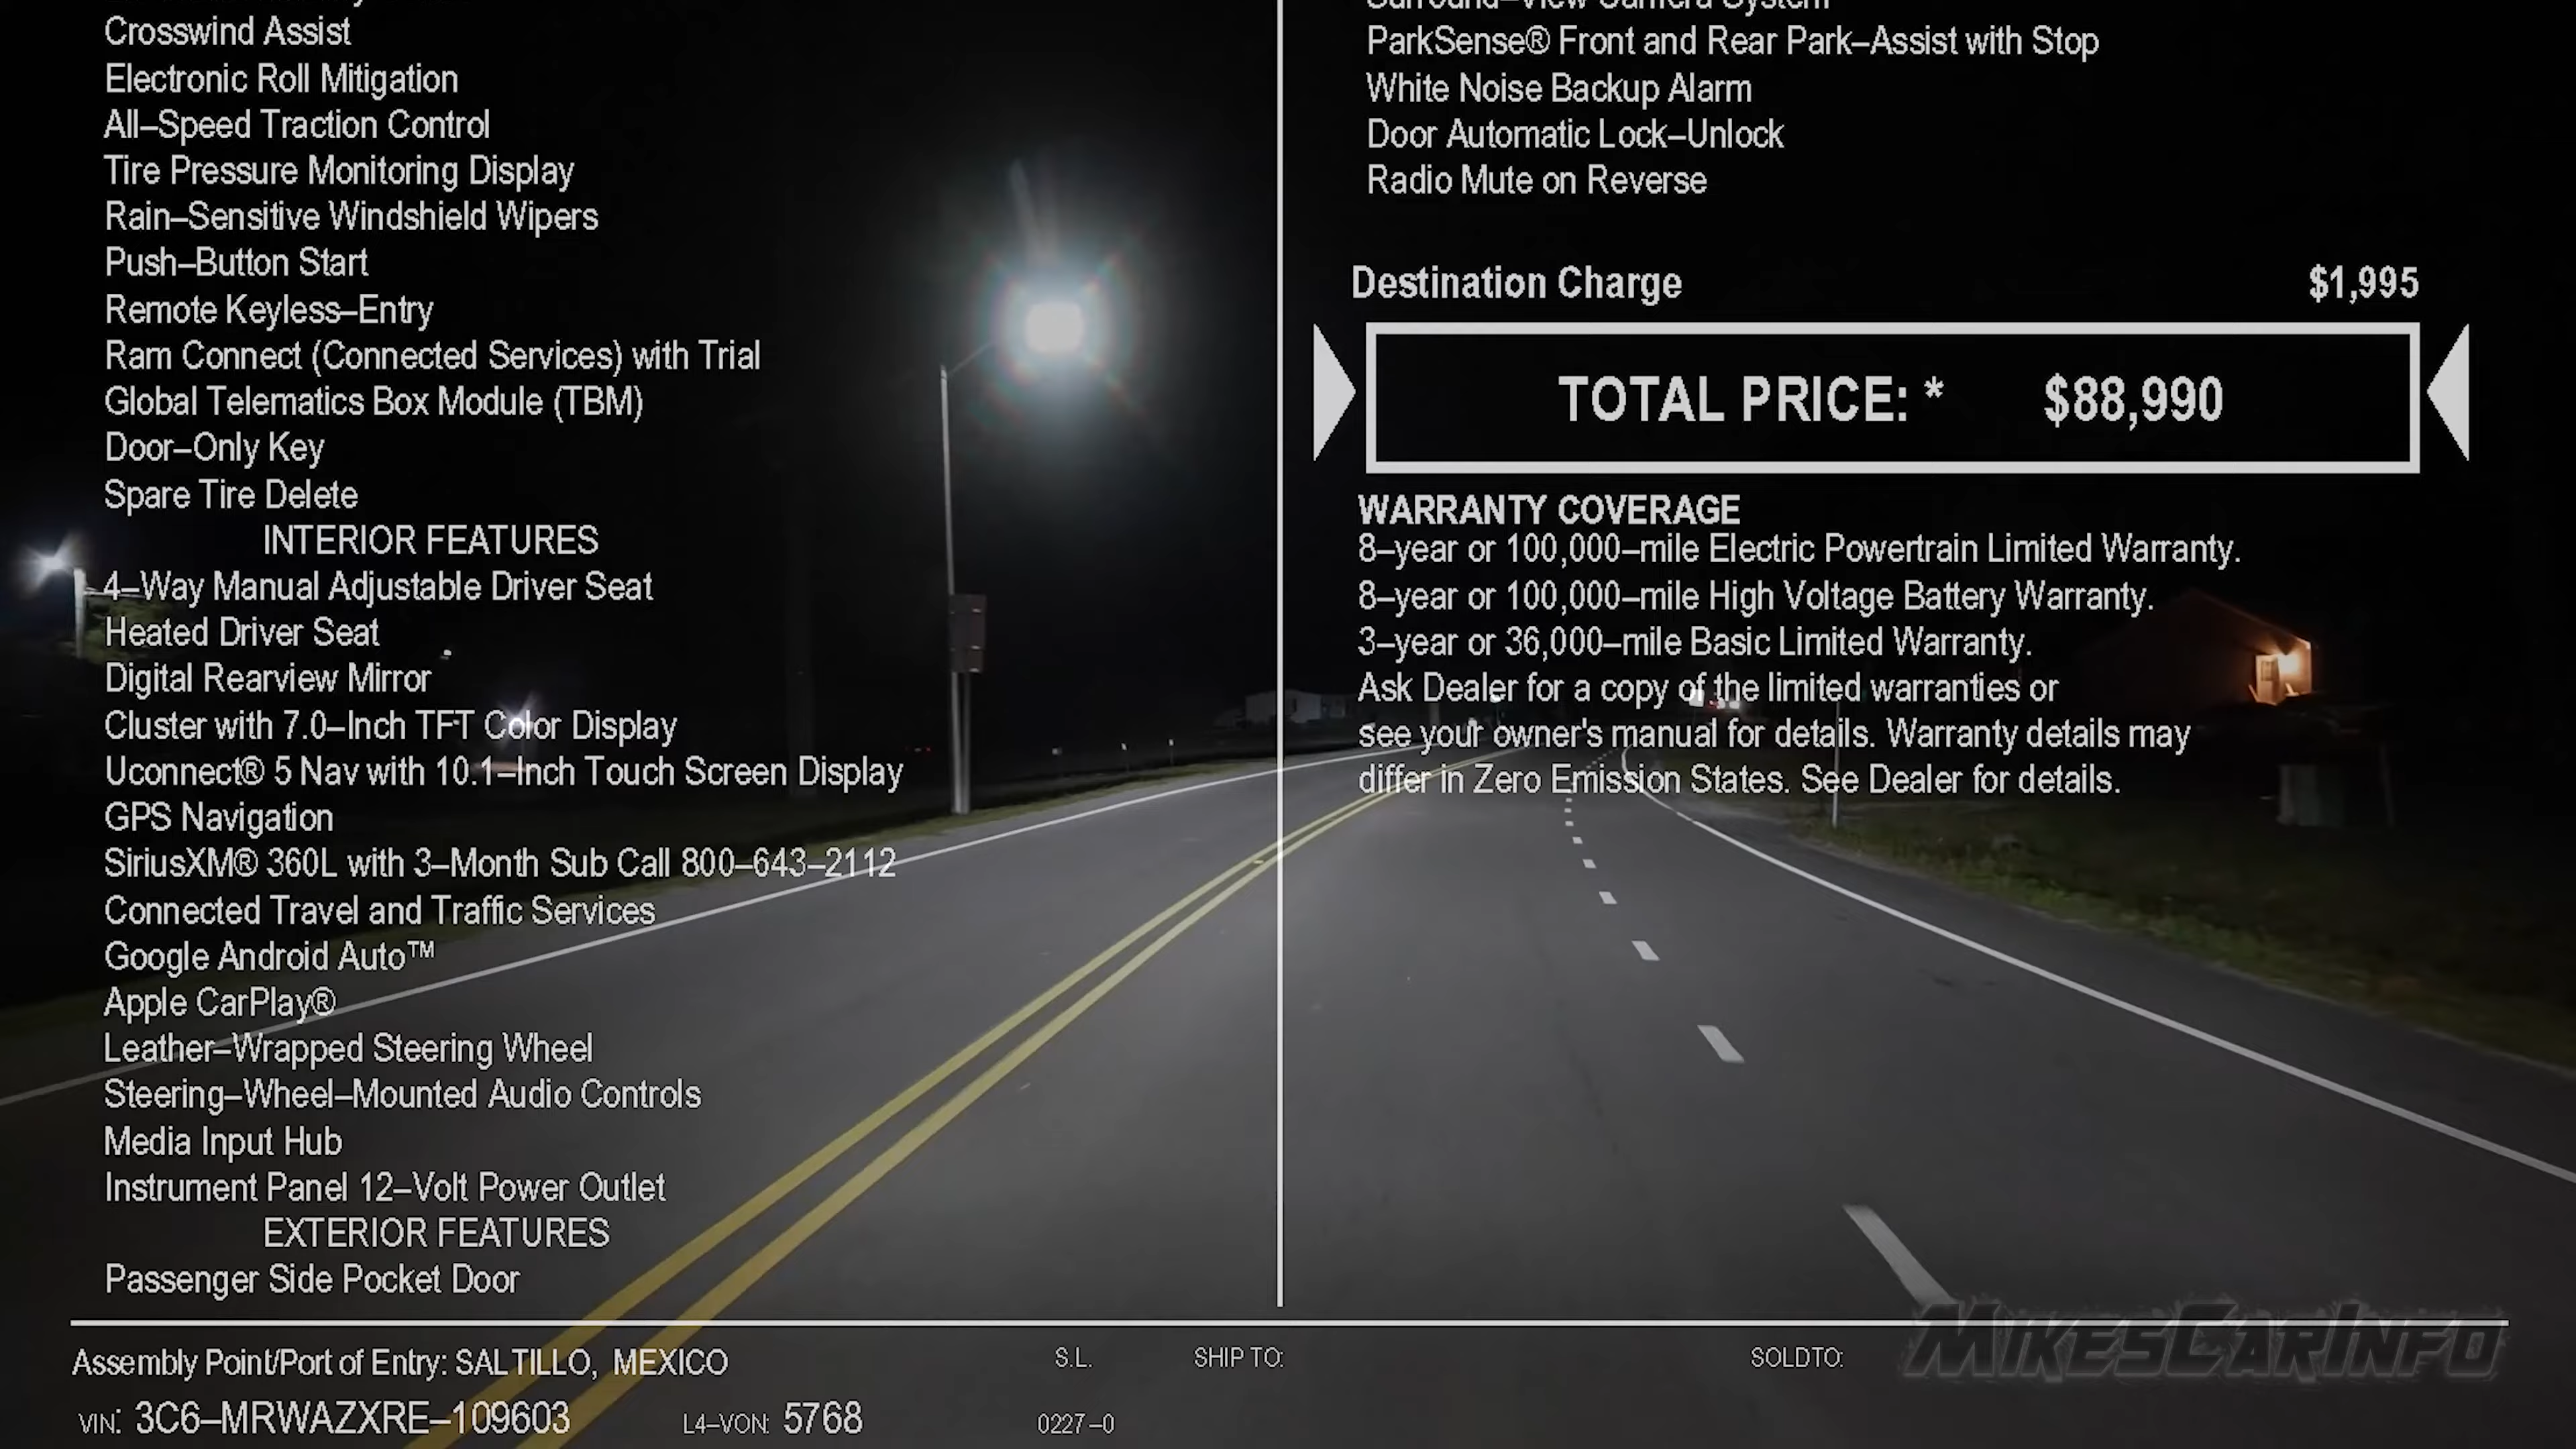 Crosswind Assist
Electronic Roll Mitigation
All–Speed Traction Control
Tire Pressure Monitoring Display
Rain–Sensitive Windshield Wipers
Push–Button Start
Remote Keyless–Entry
Ram Connect (Connected Services) with Trial
Global Telematics Box Module (TBM)
Door–Only Key
Spare Tire Delete
INTERIOR FEATURES
4–Way Manual Adjustable Driver Seat
Heated Driver Seat
Digital Rearview Mirror
Cluster with 7.0–Inch TFT Color Display
Uconnect® 5 Nav with 10.1–Inch Touch Screen Display
GPS Navigation
SiriusXM® 360L with 3–Month Sub Call 800–643–2112
Connected Travel and Traffic Services
Google Android Auto™
Apple CarPlay®
Leather–Wrapped Steering Wheel
Steering–Wheel–Mounted Audio Controls
Media Input Hub
Instrument Panel 12–Volt Power Outlet
EXTERIOR FEATURES
Passenger Side Pocket Door
Surround–View Camera System
ParkSense® Front and Rear Park–Assist with Stop
White Noise Backup Alarm
Door Automatic Lock–Unlock
Radio Mute on Reverse
Destination Charge $1,995
TOTAL PRICE: * $88,990
WARRANTY COVERAGE
8–year or 100,000–mile Electric Powertrain Limited Warranty.
8–year or 100,000–mile High Voltage Battery Warranty.
3–year or 36,000–mile Basic Limited Warranty.
Ask Dealer for a copy of the limited warranties or
see your owner's manual for details. Warranty details may
differ in Zero Emission States. See Dealer for details.
Assembly Point/Port of Entry: SALTILLO, MEXICO
S.L. SHIP TO: SOLDTO:
MIKESCARINFO
VIN: 3C6–MRWAZXRE–109603 L4–VON: 5768 0227–0